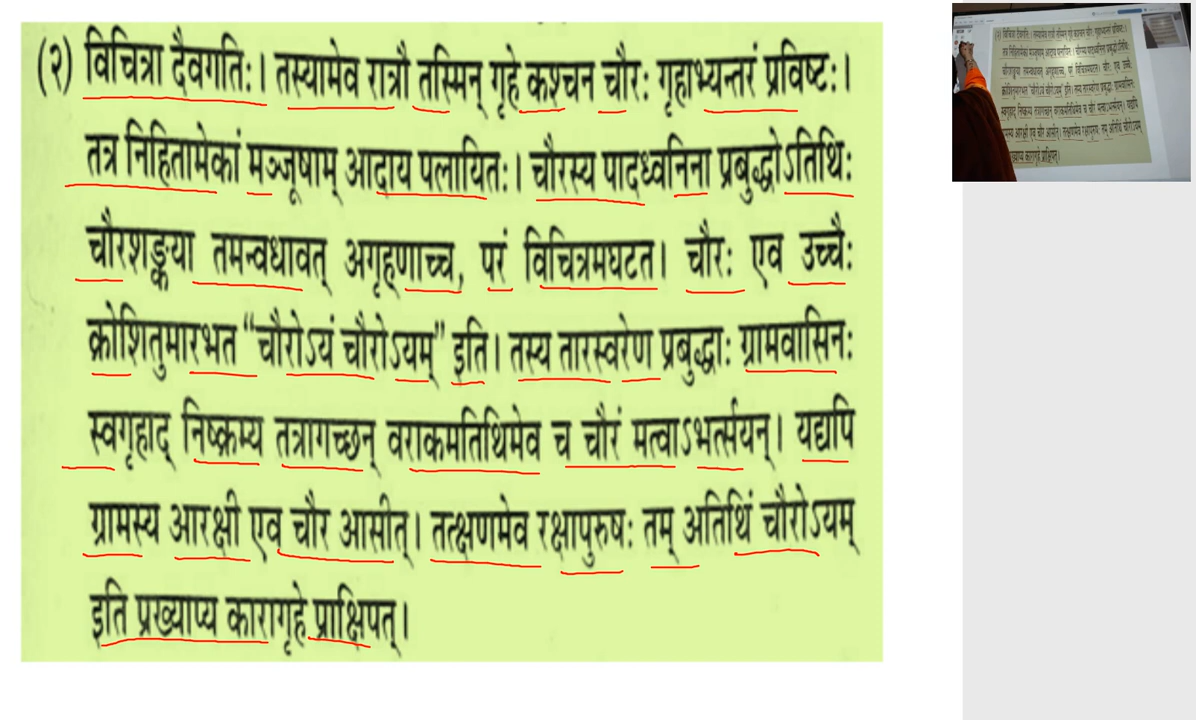 (२) विचित्रा दैवगतिः। तस्यामेव रात्रौ तस्मिन् गृहे कश्चन चौरः गृहाभ्यन्तरं प्रविष्टः।
तत्र निहितामेकां मञ्जूषाम् आदाय पलायितः। चौरस्य पादध्वनिना प्रबुद्धोऽतिथिः
चौरशङ्कया तमन्वधावत् अगृह्णाच्च, परं विचित्रमघटत। चौरः एव उच्चैः
क्रोशितुमारभत “चौरोऽयं चौरोऽयम्” इति। तस्य तारस्वरेण प्रबुद्धाः ग्रामवासिनः
स्वगृहाद् निष्क्रम्य तत्रागच्छन् वराकमतिथिमेव च चौरं मत्वाऽभर्त्सयन्। यद्यपि
ग्रामस्य आरक्षी एव चौर आसीत्। तत्क्षणमेव रक्षापुरुषः तम् अतिथिं चौरोऽयम्
इति प्रख्याप्य कारागृहे प्राक्षिपत्।